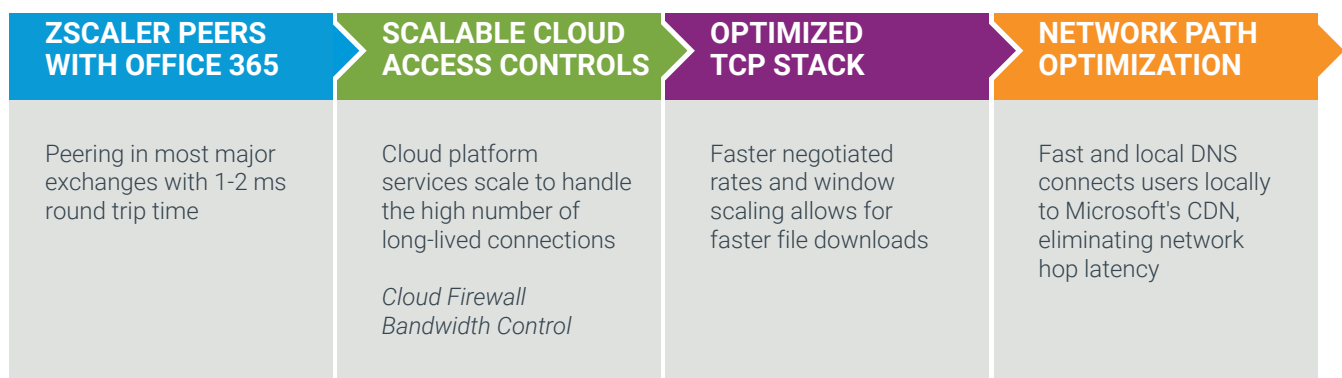 ZSCALER PEERS
WITH OFFICE 365
Peering in most major
exchanges with 1-2 ms
round trip time
SCALABLE CLOUD
ACCESS CONTROLS
Cloud platform
services scale to handle
the high number of
long-lived connections
Cloud Firewall
Bandwidth Control
OPTIMIZED
TCP STACK
Faster negotiated
rates and window
scaling allows for
faster file downloads
NETWORK PATH
OPTIMIZATION
Fast and local DNS
connects users locally
to Microsoft's CDN,
eliminating network
hop latency